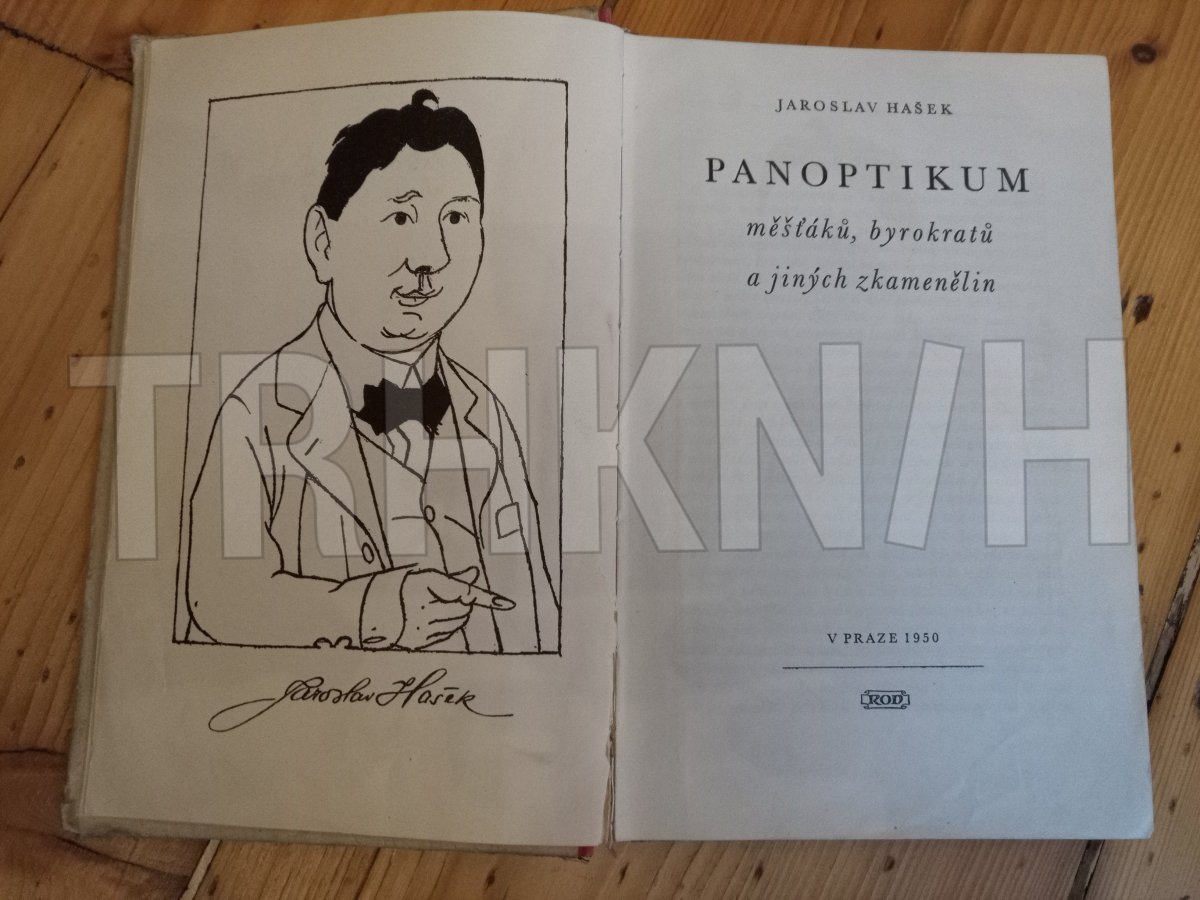 Jaroslav Hašek
JAROSLAV HAŠEK
PANOPTIKUM
měšťáků, byrokratů
a jiných zkamenělin
TRHKNIH
V PRAZE 1950
ROD